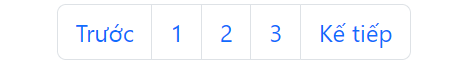 Trước 1 2 3 Kế tiếp